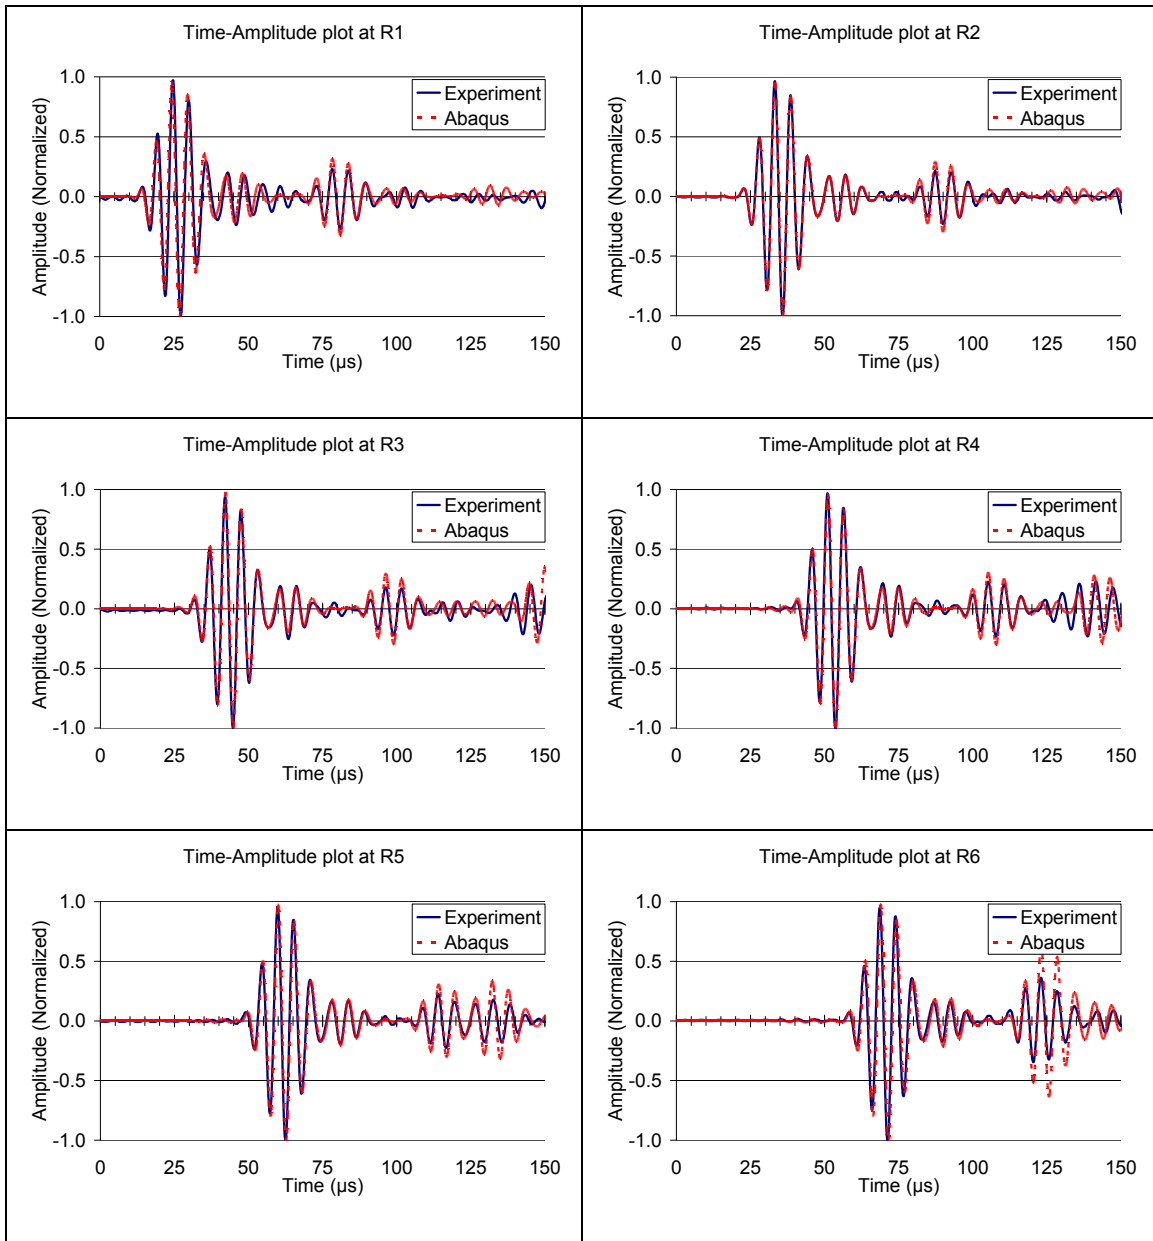 Time-Amplitude plot at R1
Amplitude (Normalized)
1.0
0.5
0.0
-0.5
-1.0
Experiment
Abaqus
0 25 50 75 100 125 150
Time (µs)
Time-Amplitude plot at R2
Amplitude (Normalized)
1.0
0.5
0.0
-0.5
-1.0
Experiment
Abaqus
0 25 50 75 100 125 150
Time (µs)
Time-Amplitude plot at R3
Amplitude (Normalized)
1.0
0.5
0.0
-0.5
-1.0
Experiment
Abaqus
0 25 50 75 100 125 150
Time (µs)
Time-Amplitude plot at R4
Amplitude (Normalized)
1.0
0.5
0.0
-0.5
-1.0
Experiment
Abaqus
0 25 50 75 100 125 150
Time (µs)
Time-Amplitude plot at R5
Amplitude (Normalized)
1.0
0.5
0.0
-0.5
-1.0
Experiment
Abaqus
0 25 50 75 100 125 150
Time (µs)
Time-Amplitude plot at R6
Amplitude (Normalized)
1.0
0.5
0.0
-0.5
-1.0
Experiment
Abaqus
0 25 50 75 100 125 150
Time (µs)